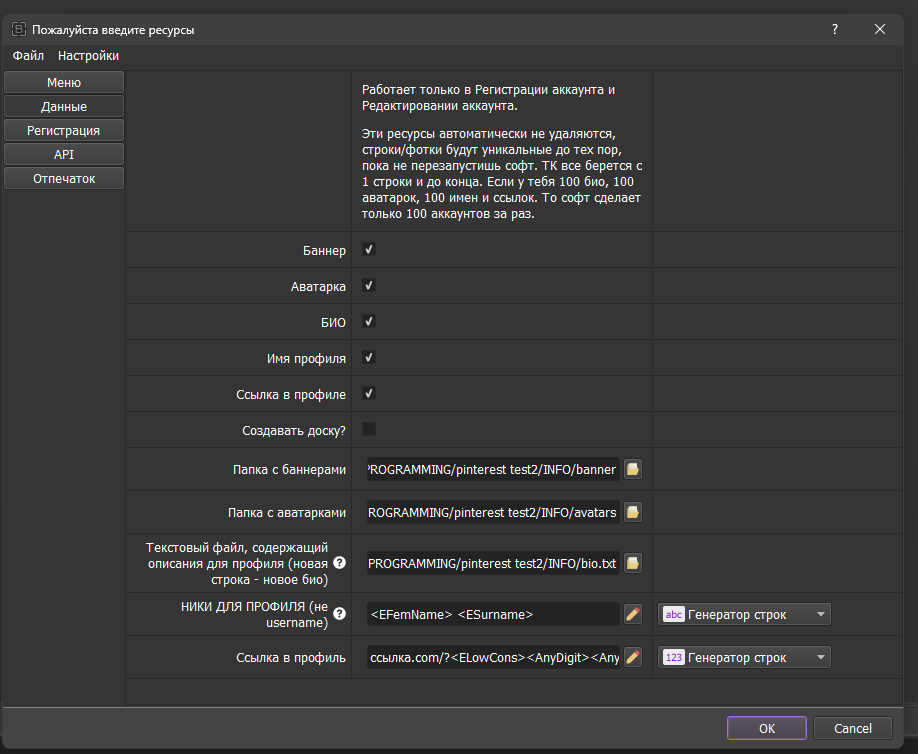 Пожалуйста введите ресурсы
?
Файл Настройки
Меню
Данные
Регистрация
API
Отпечаток
Работает только в Регистрации аккаунта и
Редактировании аккаунта.
Эти ресурсы автоматически не удаляются,
строки/фотки будут уникальные до тех пор,
пока не перезапустишь софт. ТК все берется с
1 строки и до конца. Если у тебя 100 био, 100
аватарок, 100 имен и ссылок. То софт сделает
только 100 аккаунтов за раз.
Баннер
Аватарка
БИО
Имя профиля
Ссылка в профиле
Создавать доску?
Папка с баннерами
PROGRAMMING/pinterest test2/INFO/banner
Папка с аватарками
ROGRAMMING/pinterest test2/INFO/avatars
Текстовый файл, содержащий
описания для профиля (новая
строка - новое био)
?
PROGRAMMING/pinterest test2/INFO/bio.txt
НИКИ ДЛЯ ПРОФИЛЯ (не
username)
?
<EFemName> <ESurname>
abc Генератор строк
Ссылка в профиль
ссылка.com/?<ELowCons><AnyDigit><Any
123 Генератор строк
OK
Cancel